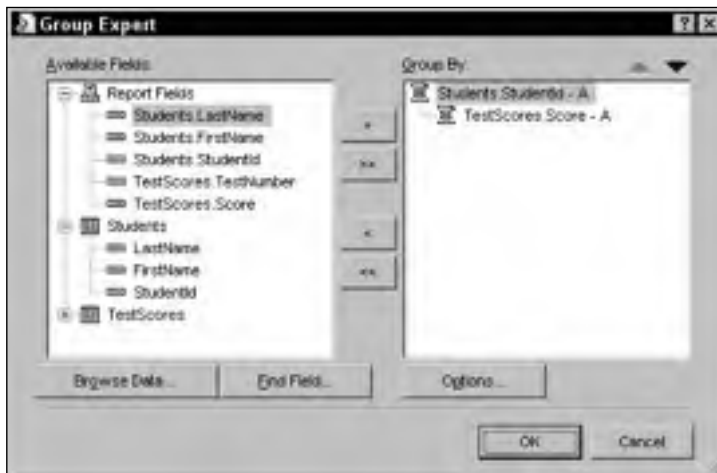 Group Expert
Available Fields:
Report Fields
Students.LastName
Students.FirstName
Students.StudentId
TestScores.TestNumber
TestScores.Score
Students
LastName
FirstName
StudentId
TestScores
>
>>
<
<<
Group By:
Students.StudentId - A
TestScores.Score - A
Browse Data...
Find Field...
Options...
OK
Cancel